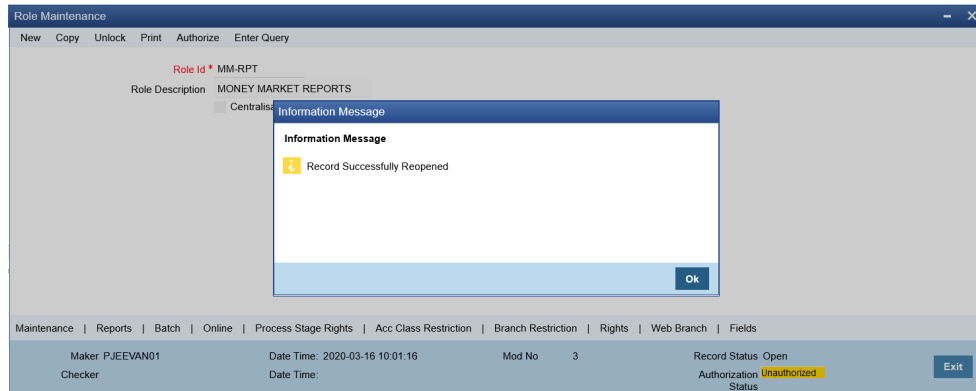 Role Maintenance
New Copy Unlock Print Authorize Enter Query
Role Id * MM-RPT
Role Description MONEY MARKET REPORTS
Information Message
Information Message
Record Successfully Reopened
Ok
Maintenance | Reports | Batch | Online | Process Stage Rights | Acc Class Restriction | Branch Restriction | Rights | Web Branch | Fields
Maker PJEEVAN01 Date Time: 2020-03-16 10:01:16 Mod No 3 Record Status Open
Checker Date Time: Authorization Status Unauthorized
Exit